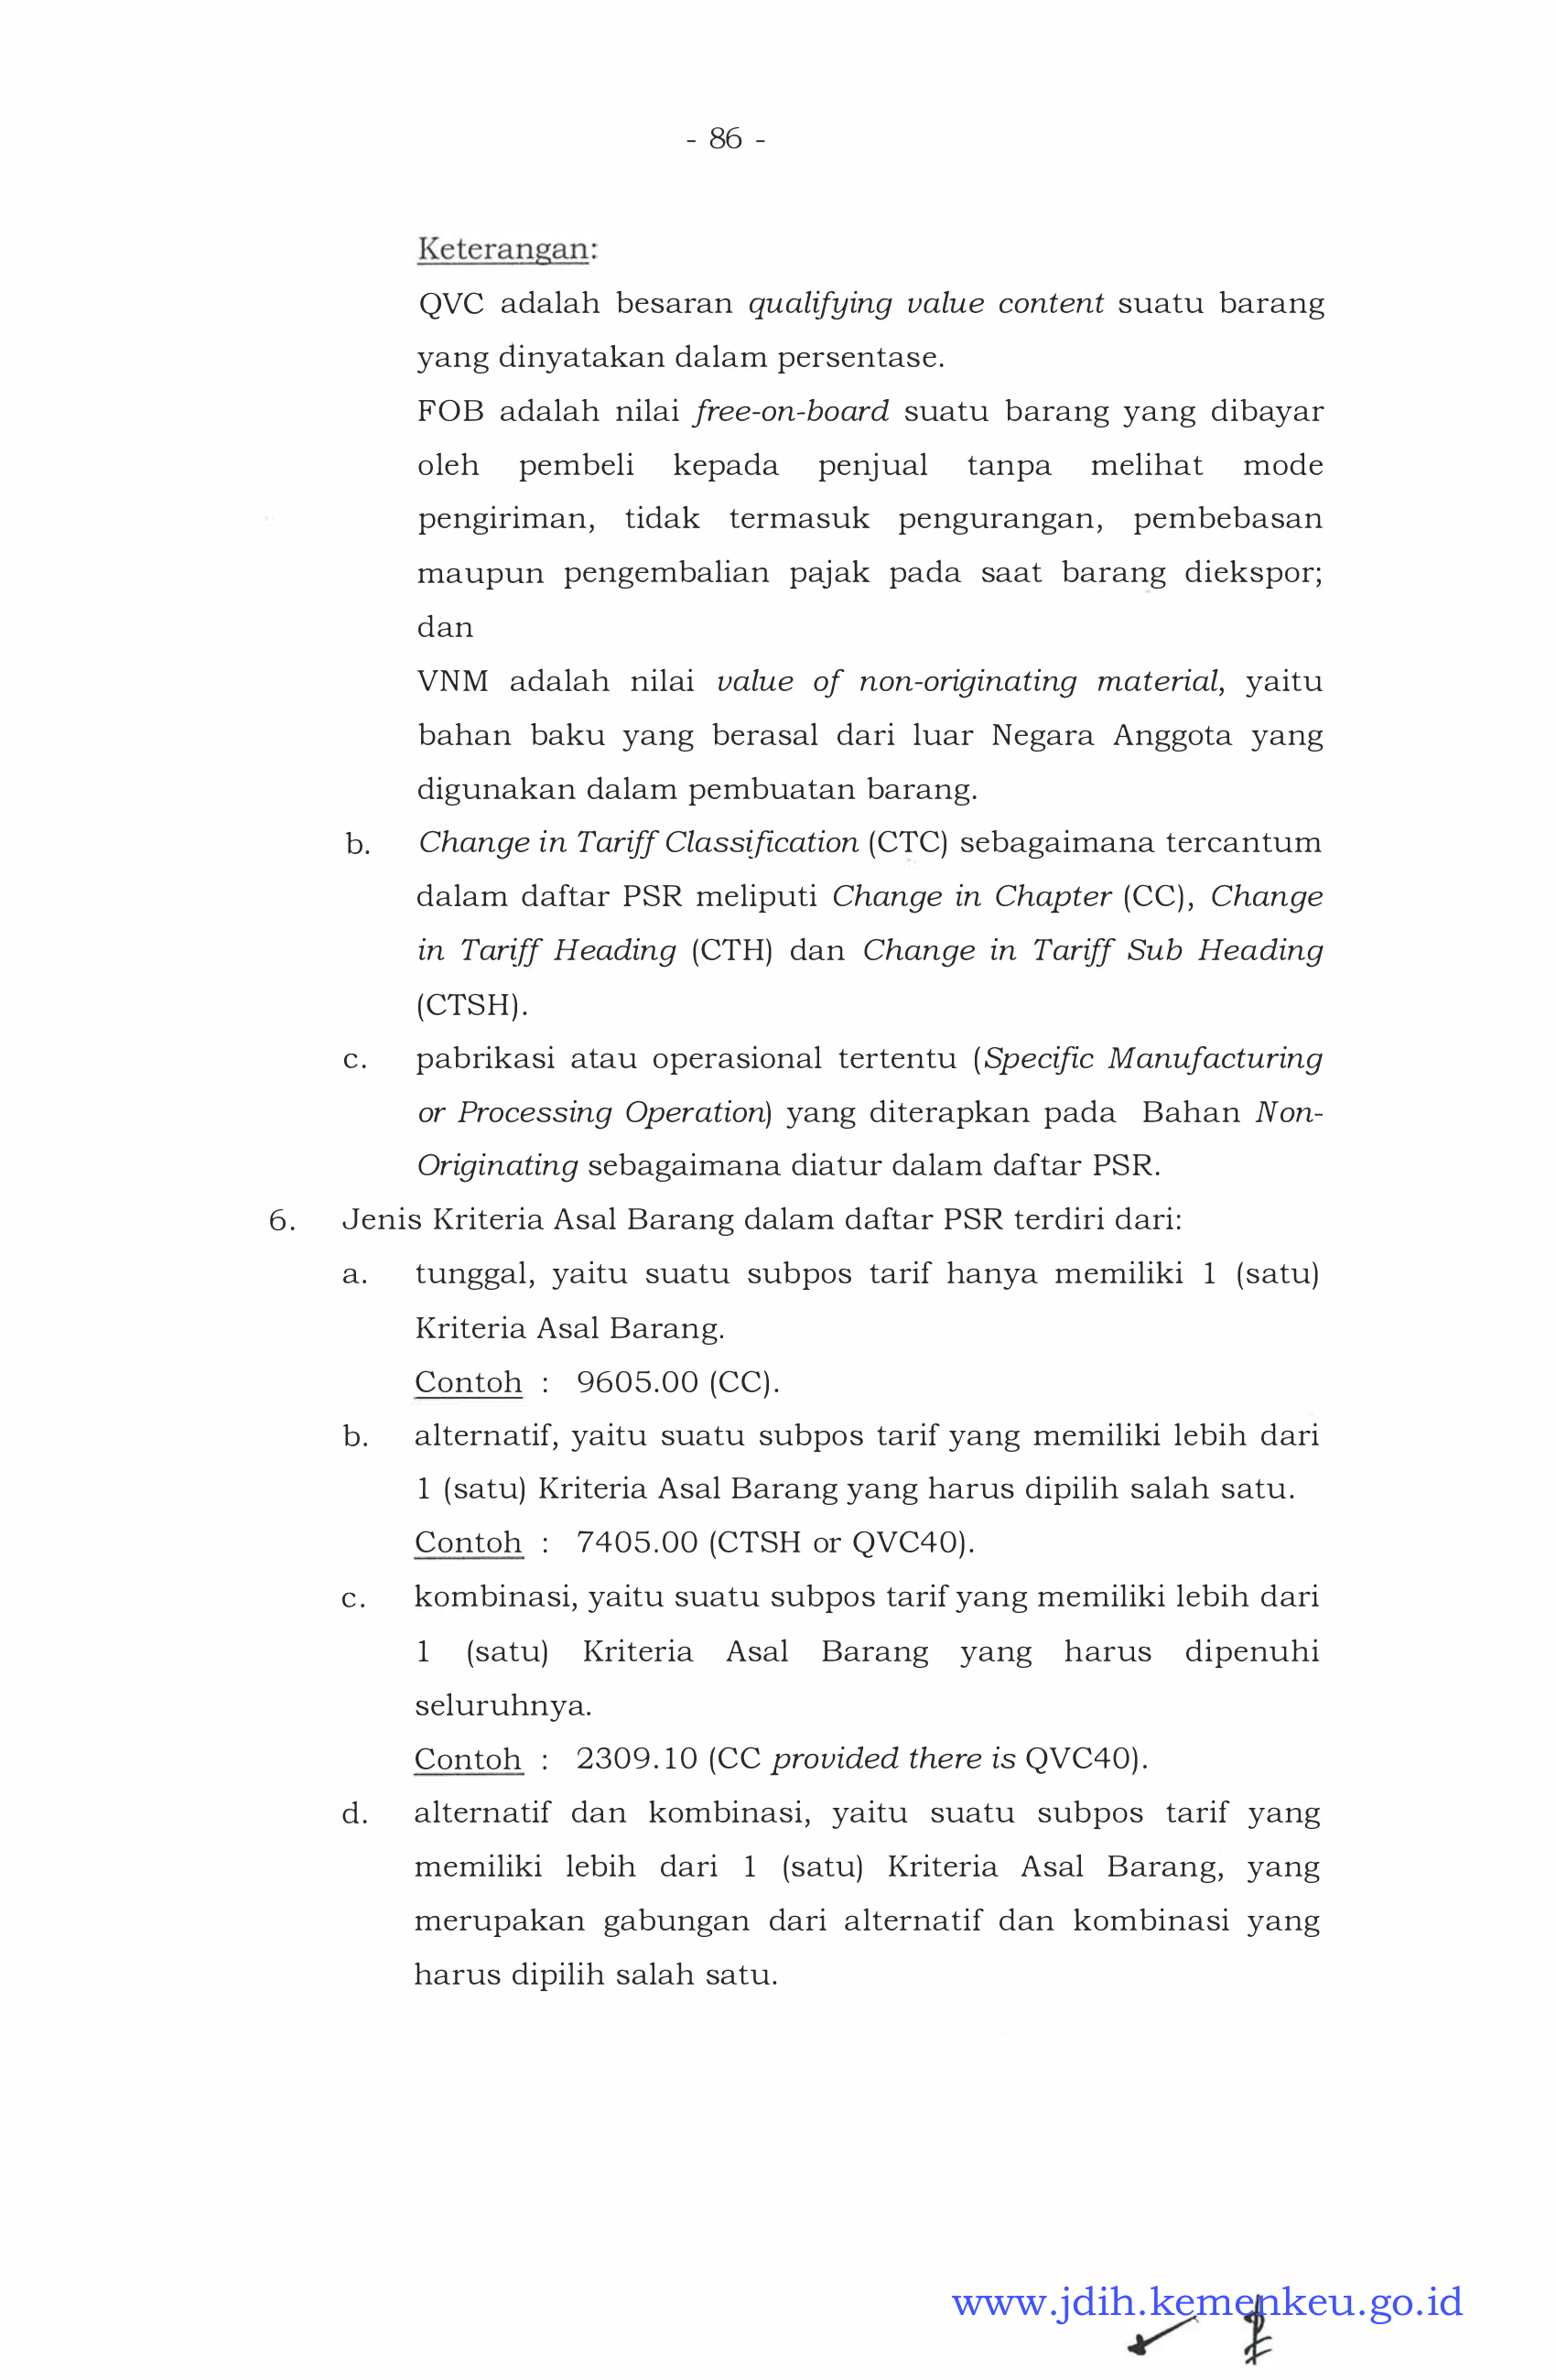 - 86 -
Keterangan:
QVC adalah besaran qualifying value content suatu barang
yang dinyatakan dalam persentase.
FOB adalah nilai free-on-board suatu barang yang dibayar
oleh pembeli kepada penjual tanpa melihat mode
pengiriman, tidak termasuk pengurangan, pembebasan
maupun pengembalian pajak pada saat barang diekspor;
dan
VNM adalah nilai value of non-originating material, yaitu
bahan baku yang berasal dari luar Negara Anggota yang
digunakan dalam pembuatan barang.
b. Change in Tariff Classification (CTC) sebagaimana tercantum
dalam daftar PSR meliputi Change in Chapter (CC), Change
in Tariff Heading (CTH) dan Change in Tariff Sub Heading
(CTSH).
c. pabrikasi atau operasional tertentu (Specific Manufacturing
or Processing Operation) yang diterapkan pada Bahan Non-
Originating sebagaimana diatur dalam daftar PSR.
6. Jenis Kriteria Asal Barang dalam daftar PSR terdiri dari:
a. tunggal, yaitu suatu subpos tarif hanya memiliki 1 (satu)
Kriteria Asal Barang.
Contoh : 9605.00 (CC).
b. alternatif, yaitu suatu subpos tarif yang memiliki lebih dari
1 (satu) Kriteria Asal Barang yang harus dipilih salah satu.
Contoh : 7405.00 (CTSH or QVC40).
c. kombinasi, yaitu suatu subpos tarif yang memiliki lebih dari
1 (satu) Kriteria Asal Barang yang harus dipenuhi
seluruhnya.
Contoh : 2309.10 (CC provided there is QVC40).
d. alternatif dan kombinasi, yaitu suatu subpos tarif yang
memiliki lebih dari 1 (satu) Kriteria Asal Barang, yang
merupakan gabungan dari alternatif dan kombinasi yang
harus dipilih salah satu.
www.jdih.kemenkeu.go.id